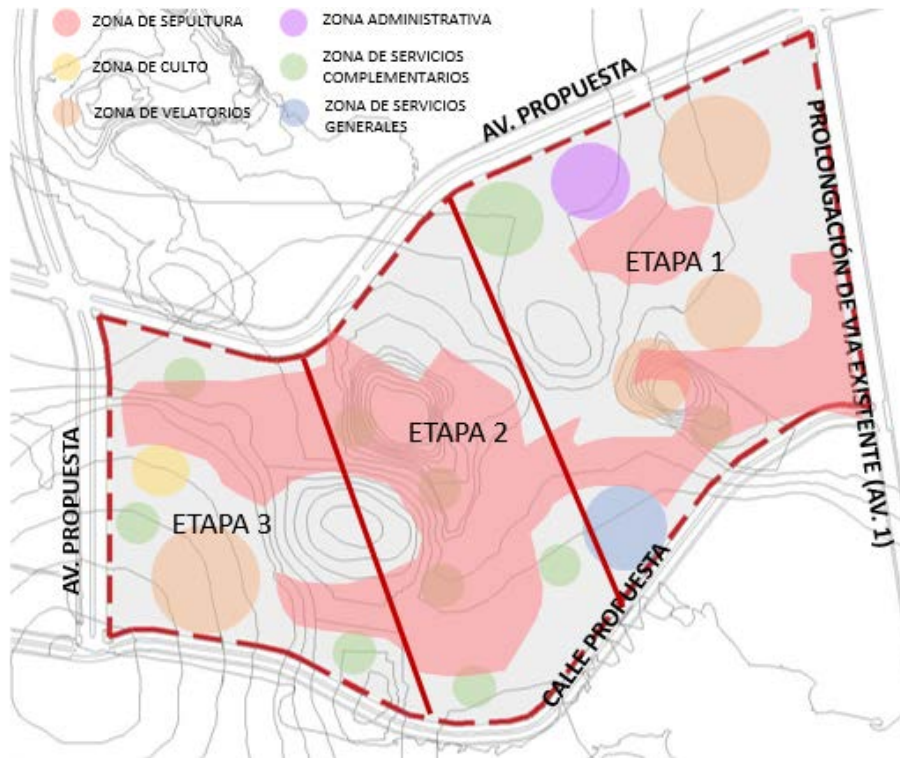 ZONA DE SEPULTURA
ZONA DE CULTO
ZONA DE VELATORIOS
ZONA ADMINISTRATIVA
ZONA DE SERVICIOS
COMPLEMENTARIOS
ZONA DE SERVICIOS
GENERALES
AV. PROPUESTA
PROLONGACIÓN DE VIA EXISTENTE (AV. 1)
ETAPA 1
ETAPA 2
ETAPA 3
AV. PROPUESTA
CALLE PROPUESTA